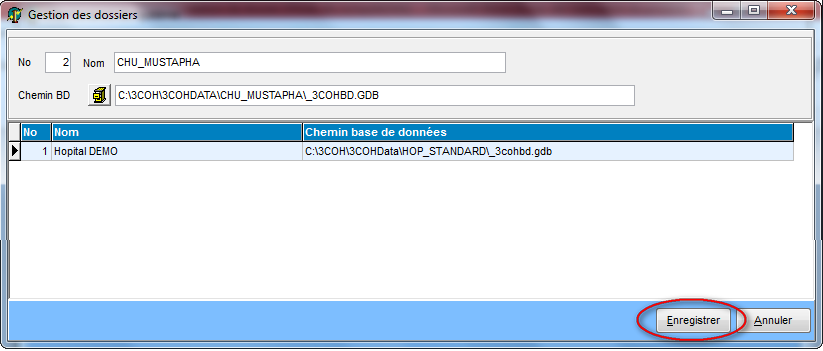 Gestion des dossiers
No 2 Nom CHU_MUSTAPHA
Chemin BD C:\3COH\3COHDATA\CHU_MUSTAPHA\_3COHBD.GDB
No Nom Chemin base de données
1 Hopital DEMO C:\3COH\3COHData\HOP_STANDARD\_3cohbd.gdb
Enregistrer Annuler